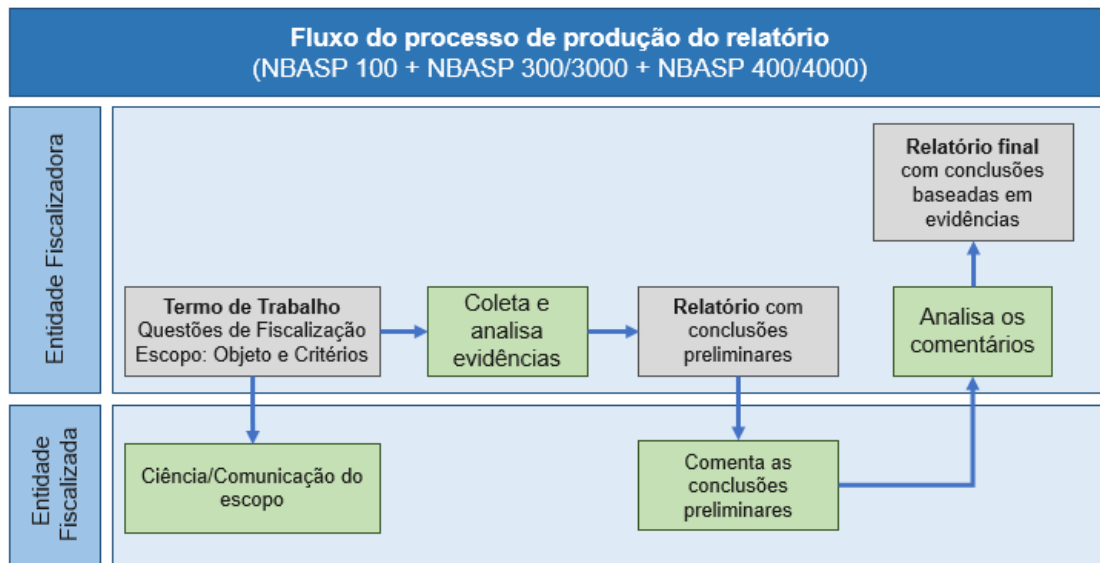 Fluxo do processo de produção do relatório
(NBASP 100 + NBASP 300/3000 + NBASP 400/4000)
Entidade Fiscalizadora
Termo de Trabalho
Questões de Fiscalização
Escopo: Objeto e Critérios
Coleta e
analisa
evidências
Relatório com
conclusões
preliminares
Analisa os
comentários
Relatório final
com conclusões
baseadas em
evidências
Entidade
Fiscalizada
Ciência/Comunicação do
escopo
Comenta as
conclusões
preliminares